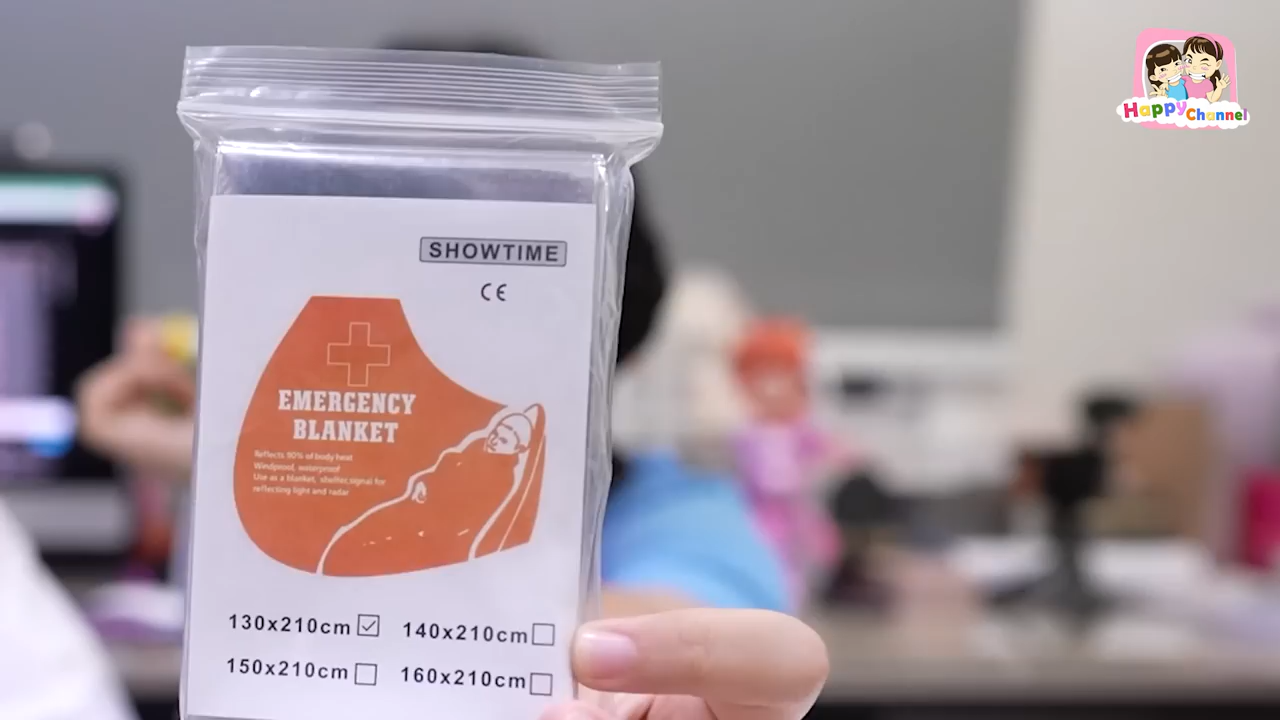 Happy Channel
SHOWTIME
CE
EMERGENCY
BLANKET
Reflects 90% of body heat
Windproof, waterproof
Use as a blanket, shelter,signal for
reflecting light and radar
130x210cm ☑ 140x210cm ☐
150x210cm ☐ 160x210cm ☐